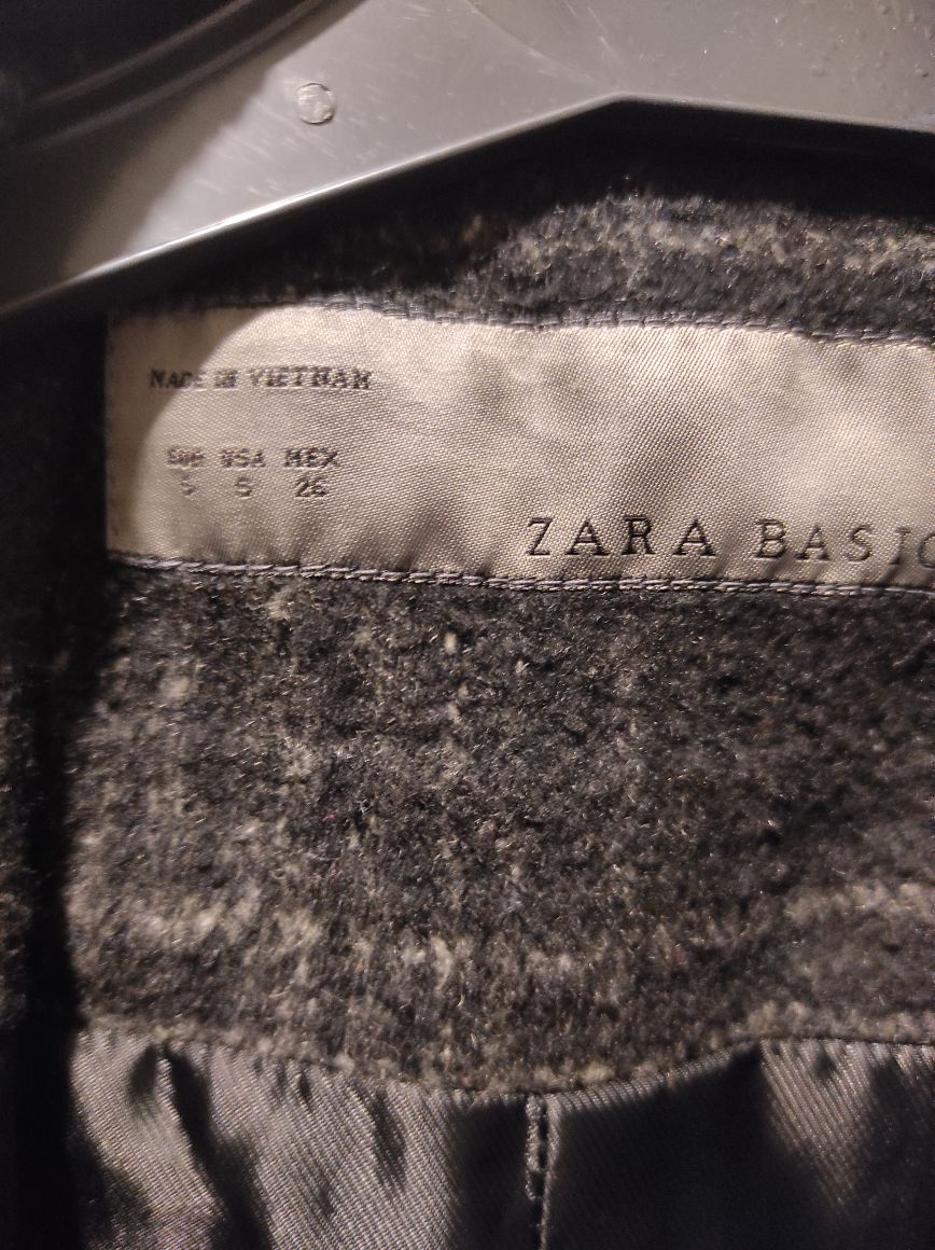 MADE IN VIETNAM
EUR USA MEX
S S 26
ZARA BASIC